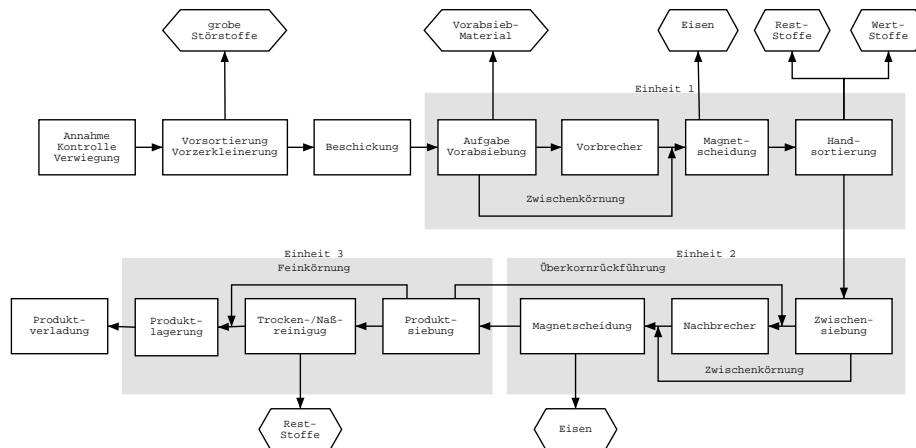 grobe
Störstoffe
Vorabsieb-
Material
Eisen
Rest-
Stoffe
Wert-
Stoffe
Einheit 1
Annahme
Kontrolle
Verwiegung
Vorsortierung
Vorzerkleinerung
Beschickung
Aufgabe
Vorabsiebung
Vorbrecher
Magnet-
scheidung
Hand-
sortierung
Zwischenkörnung
Einheit 3
Feinkörnung
Einheit 2
Überkornrückführung
Produkt-
verladung
Produkt-
lagerung
Trocken-/Naß-
reinigug
Produkt-
siebung
Magnetscheidung
Nachbrecher
Zwischen-
siebung
Zwischenkörnung
Rest-
Stoffe
Eisen